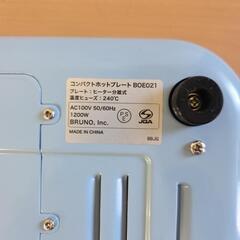 コンパクトホットプレート BOE021
プレート：ヒーター分離式
温度ヒューズ：240℃
AC100V 50/60Hz
1200W
BRUNO, Inc.
MADE IN CHINA
PSE
JQA